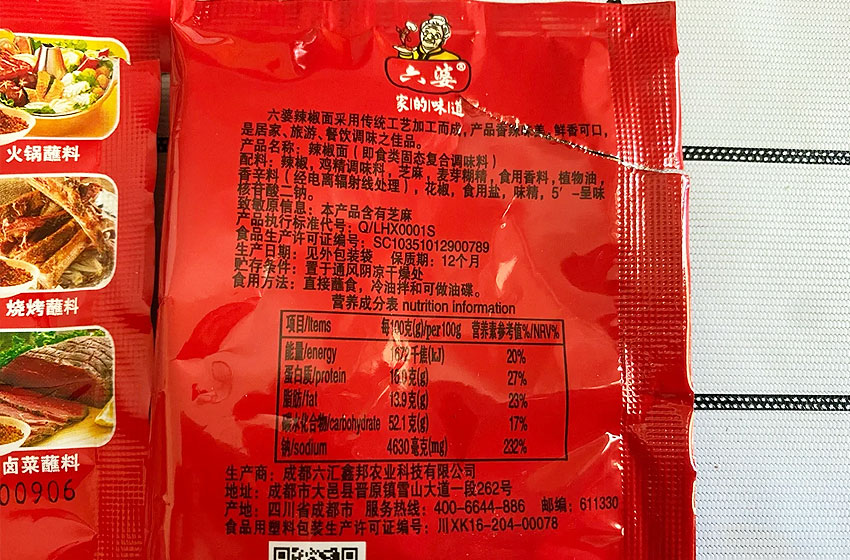 火锅蘸料
烧烤蘸料
卤菜蘸料
00906
六婆®
家的味道
六婆辣椒面采用传统工艺加工而成,产品香辣味美,鲜香可口,
是居家、旅游、餐饮调味之佳品。
产品名称:辣椒面(即食类固态复合调味料)
配料:辣椒,鸡精调味料,芝麻,麦芽糊精,食用香料,植物油,
香辛料(经电离辐射线处理),花椒,食用盐,味精,5'-呈味
核苷酸二钠。
致敏原信息:本产品含有芝麻
产品执行标准代号:Q/LHX0001S
食品生产许可证编号:SC10351012900789
生产日期:见外包装袋 保质期:12个月
贮存条件:置于通风阴凉干燥处
食用方法:直接蘸食,冷油拌和可做油碟。
营养成分表 nutrition information
项目/Items 每100克(g)/per100g 营养素参考值%/NRV%
能量/energy 1672千焦(kJ) 20%
蛋白质/protein 16.0克(g) 27%
脂肪/fat 13.9克(g) 23%
碳水化合物/carbohydrate 52.1克(g) 17%
钠/sodium 4630毫克(mg) 232%
生产商:成都六汇鑫邦农业科技有限公司
地址:成都市大邑县晋原镇雪山大道一段262号
产地:四川省成都市 服务热线:400-6644-886 邮编:611330
食品用塑料包装生产许可证编号:川XK16-204-00078